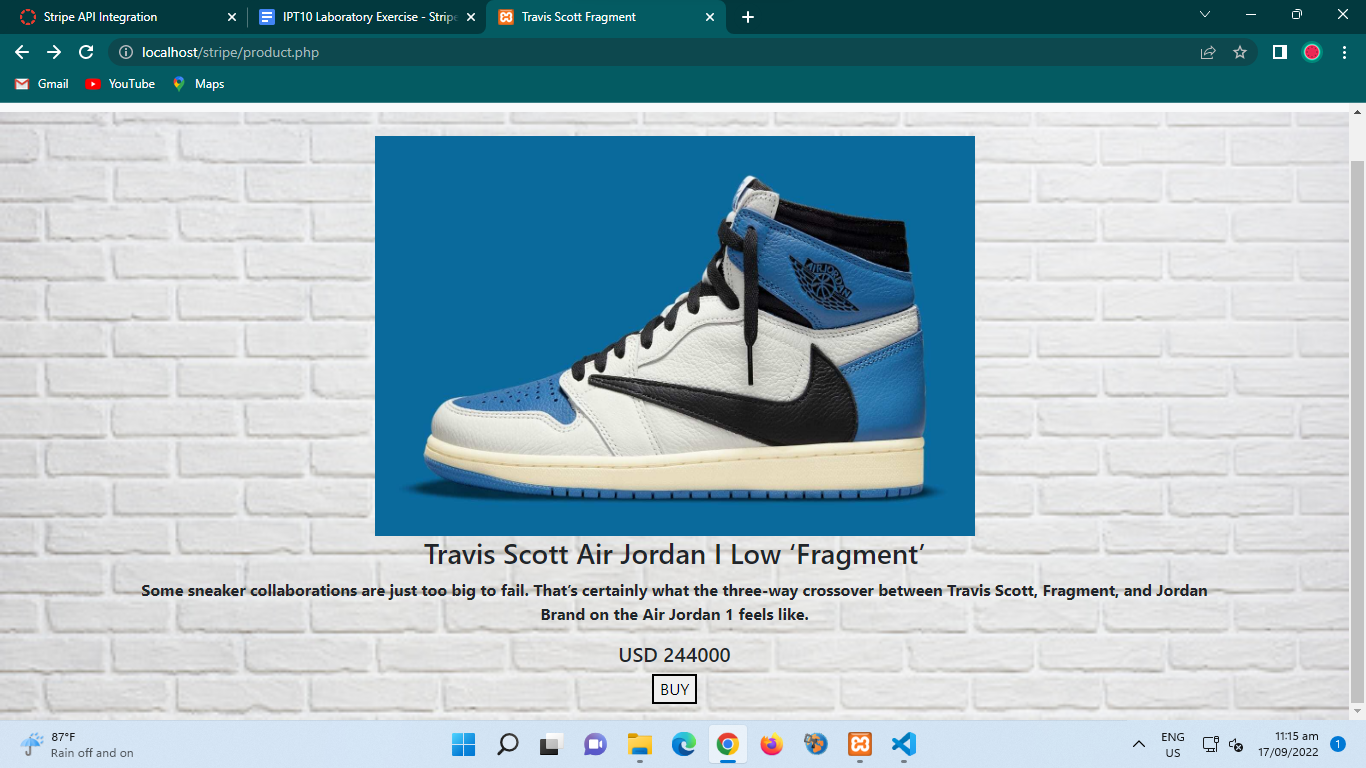 Stripe API Integration
IPT10 Laboratory Exercise - Stripe
Travis Scott Fragment
localhost/stripe/product.php
Gmail
YouTube
Maps
AIR JORDAN
Travis Scott Air Jordan I Low ‘Fragment’
Some sneaker collaborations are just too big to fail. That’s certainly what the three-way crossover between Travis Scott, Fragment, and Jordan
Brand on the Air Jordan 1 feels like.
USD 244000
BUY
87°F
Rain off and on
ENG
US
11:15 am
17/09/2022
1